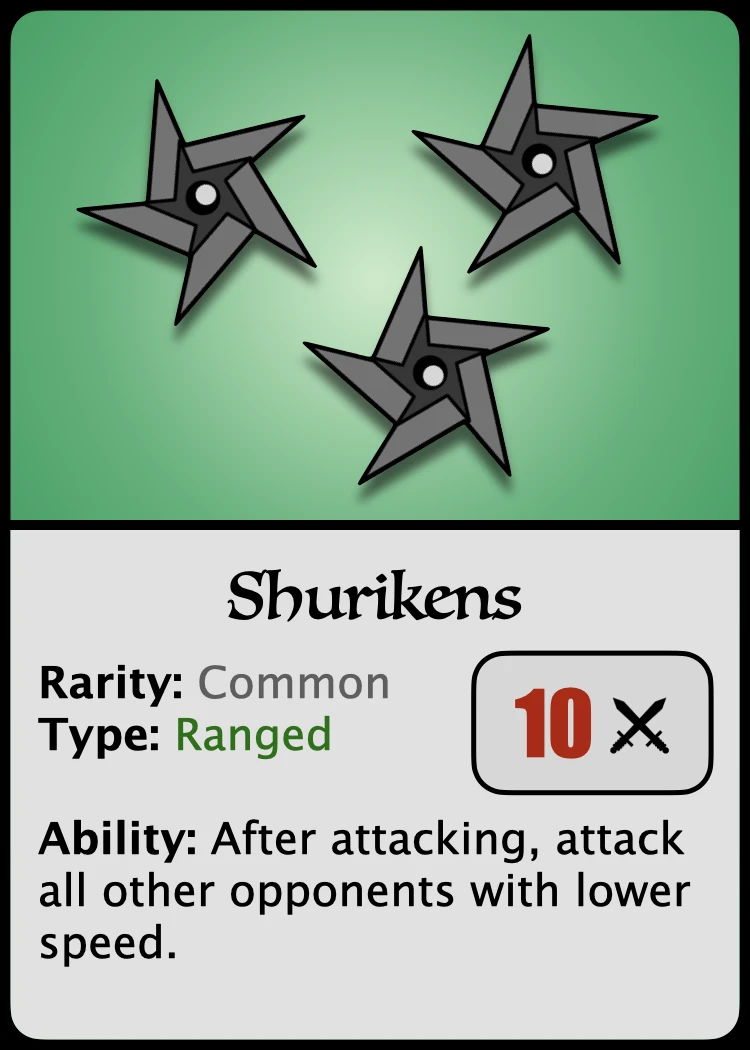 Shurikens
Rarity: Common
Type: Ranged
10
Ability: After attacking, attack
all other opponents with lower
speed.